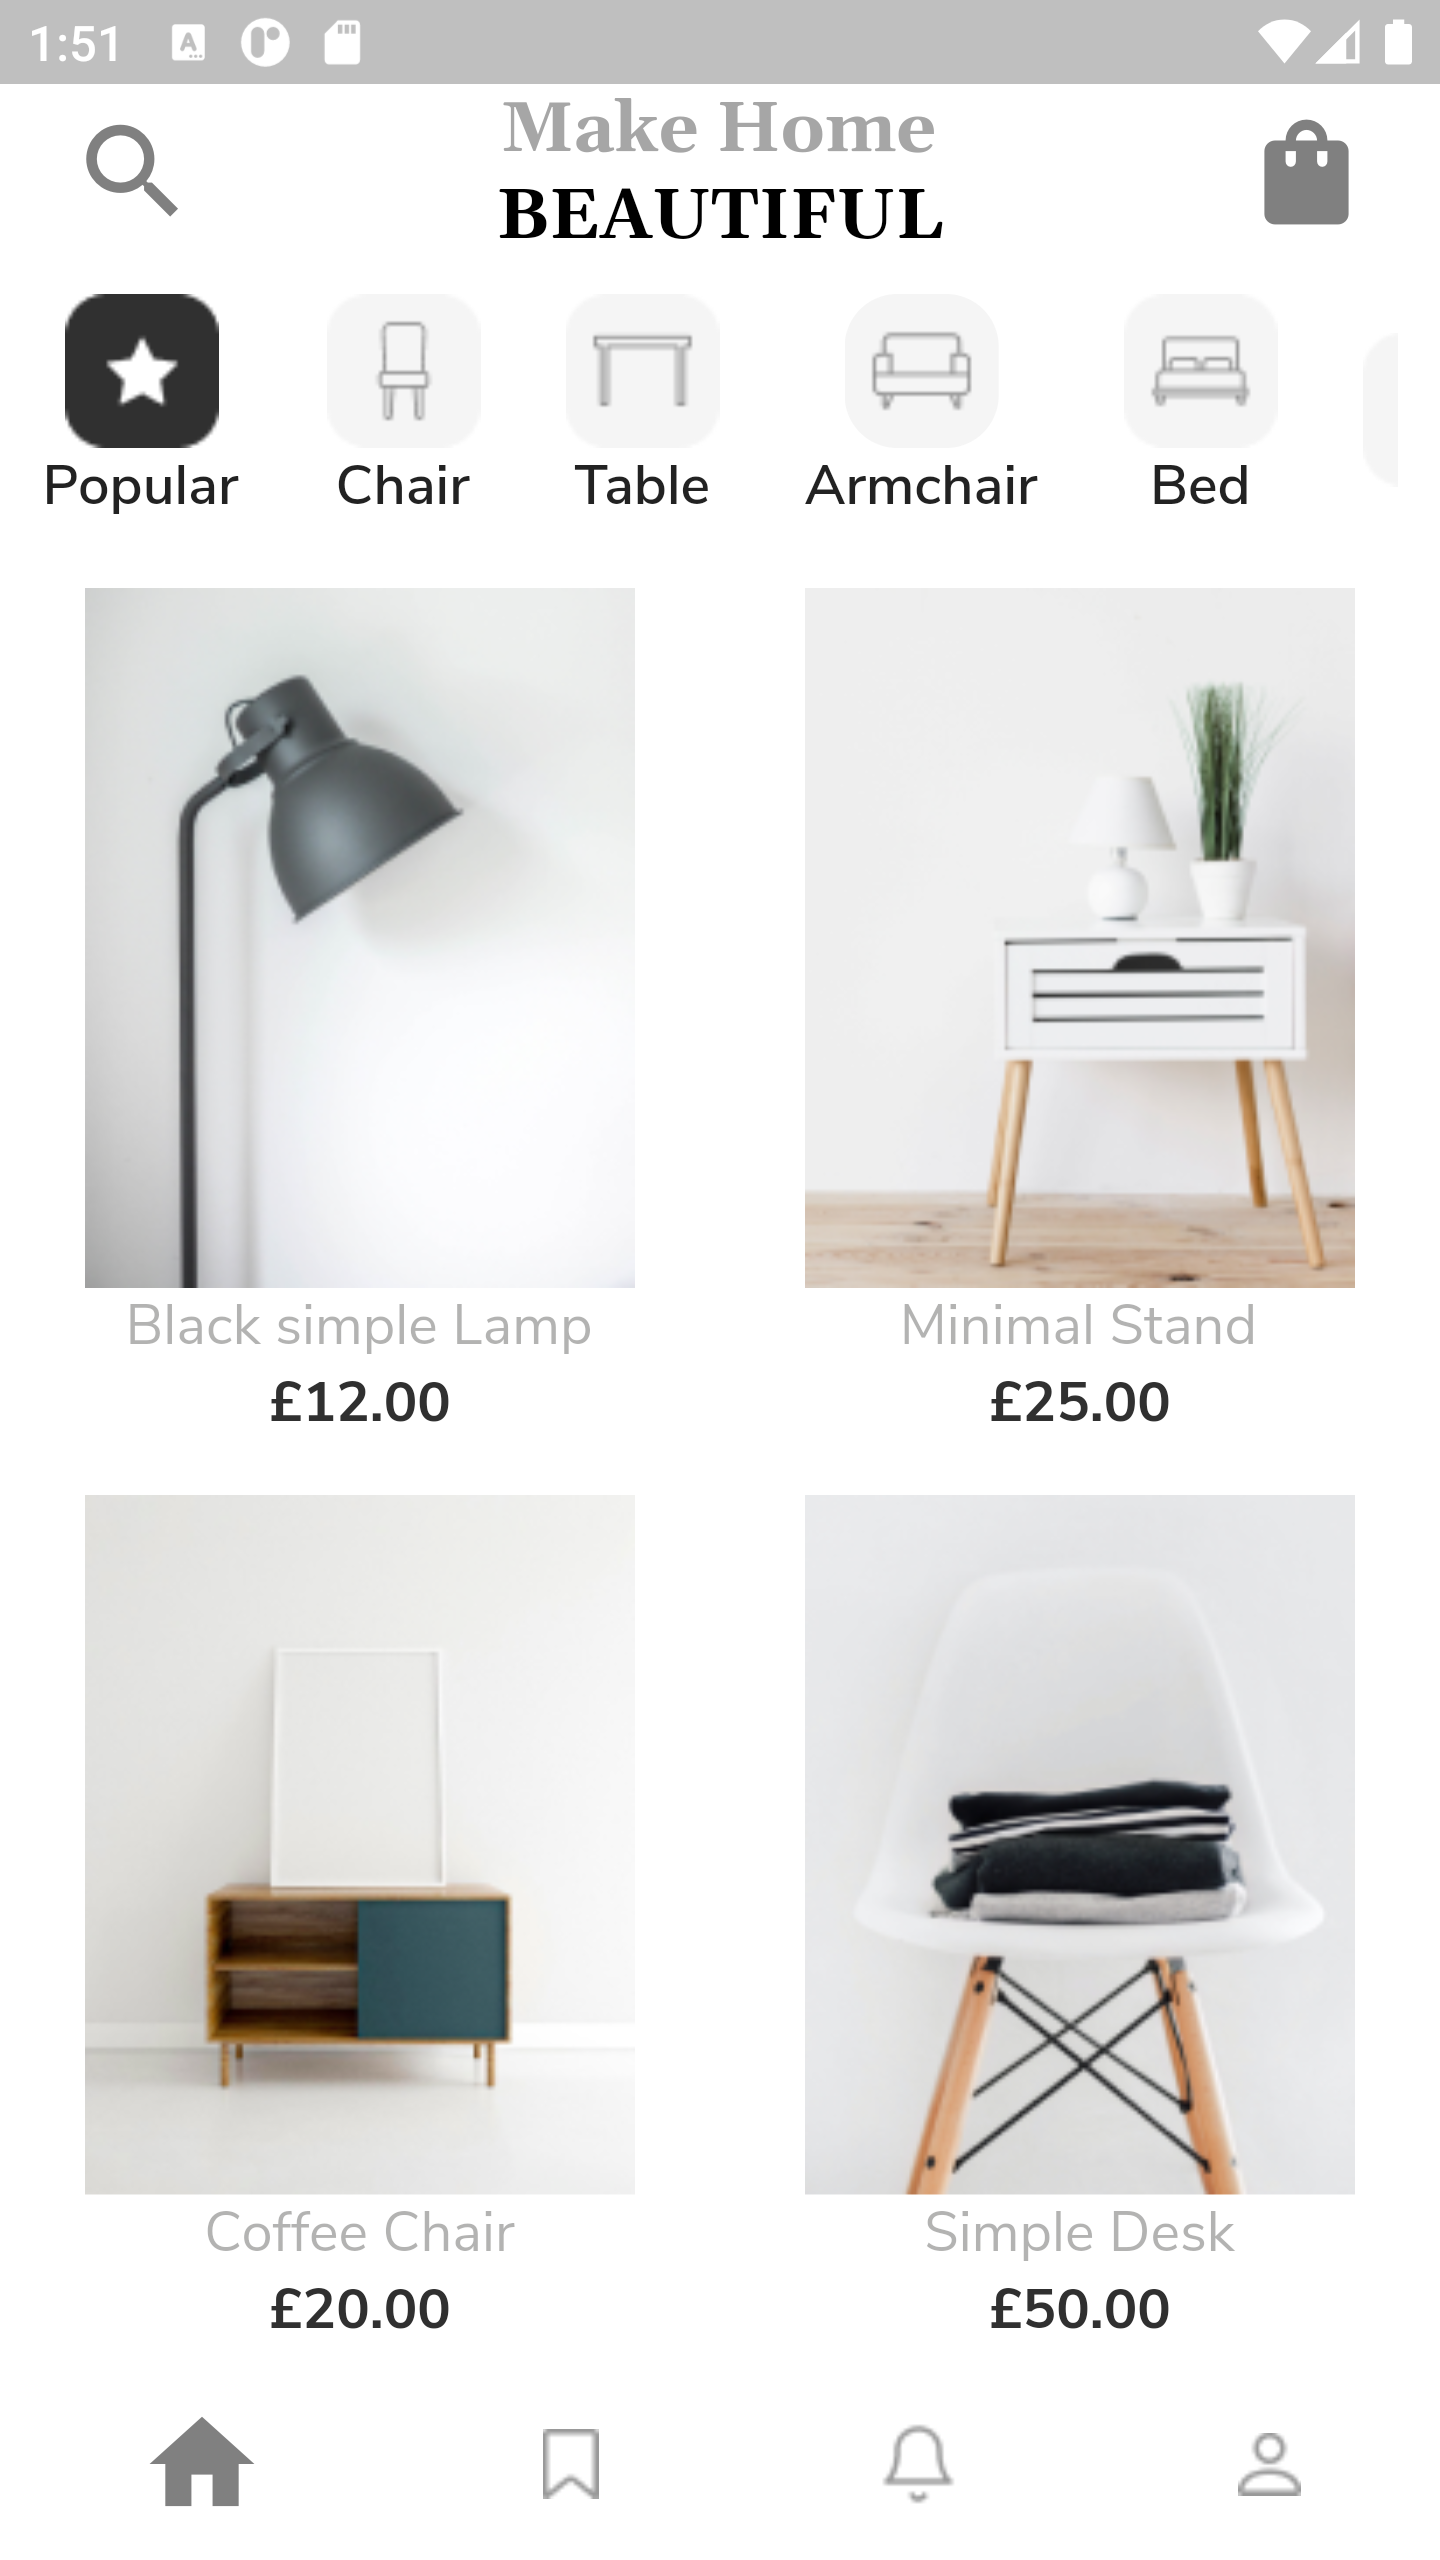 1:51
Make Home
BEAUTIFUL
Popular
Chair
Table
Armchair
Bed
Black simple Lamp
£12.00
Minimal Stand
£25.00
Coffee Chair
£20.00
Simple Desk
£50.00